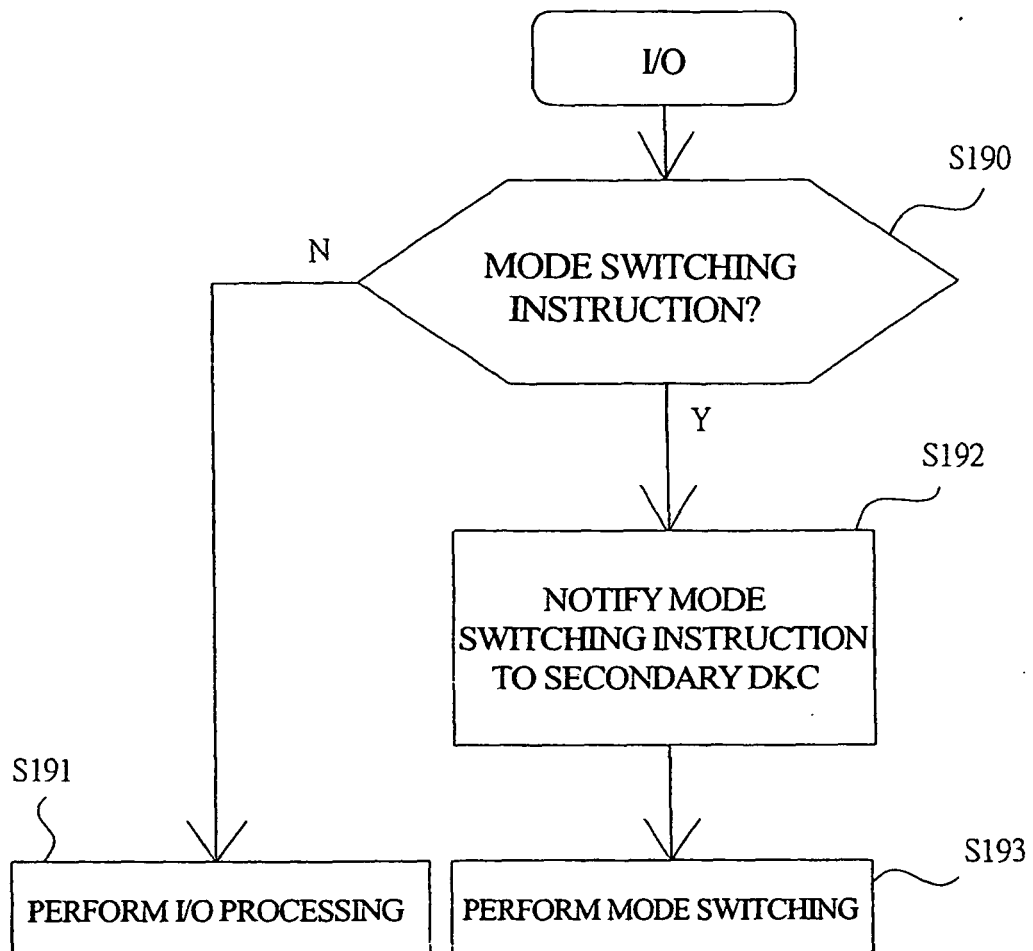 I/O
S190
MODE SWITCHING
INSTRUCTION?
N
Y
S192
NOTIFY MODE
SWITCHING INSTRUCTION
TO SECONDARY DKC
S191
PERFORM I/O PROCESSING
S193
PERFORM MODE SWITCHING